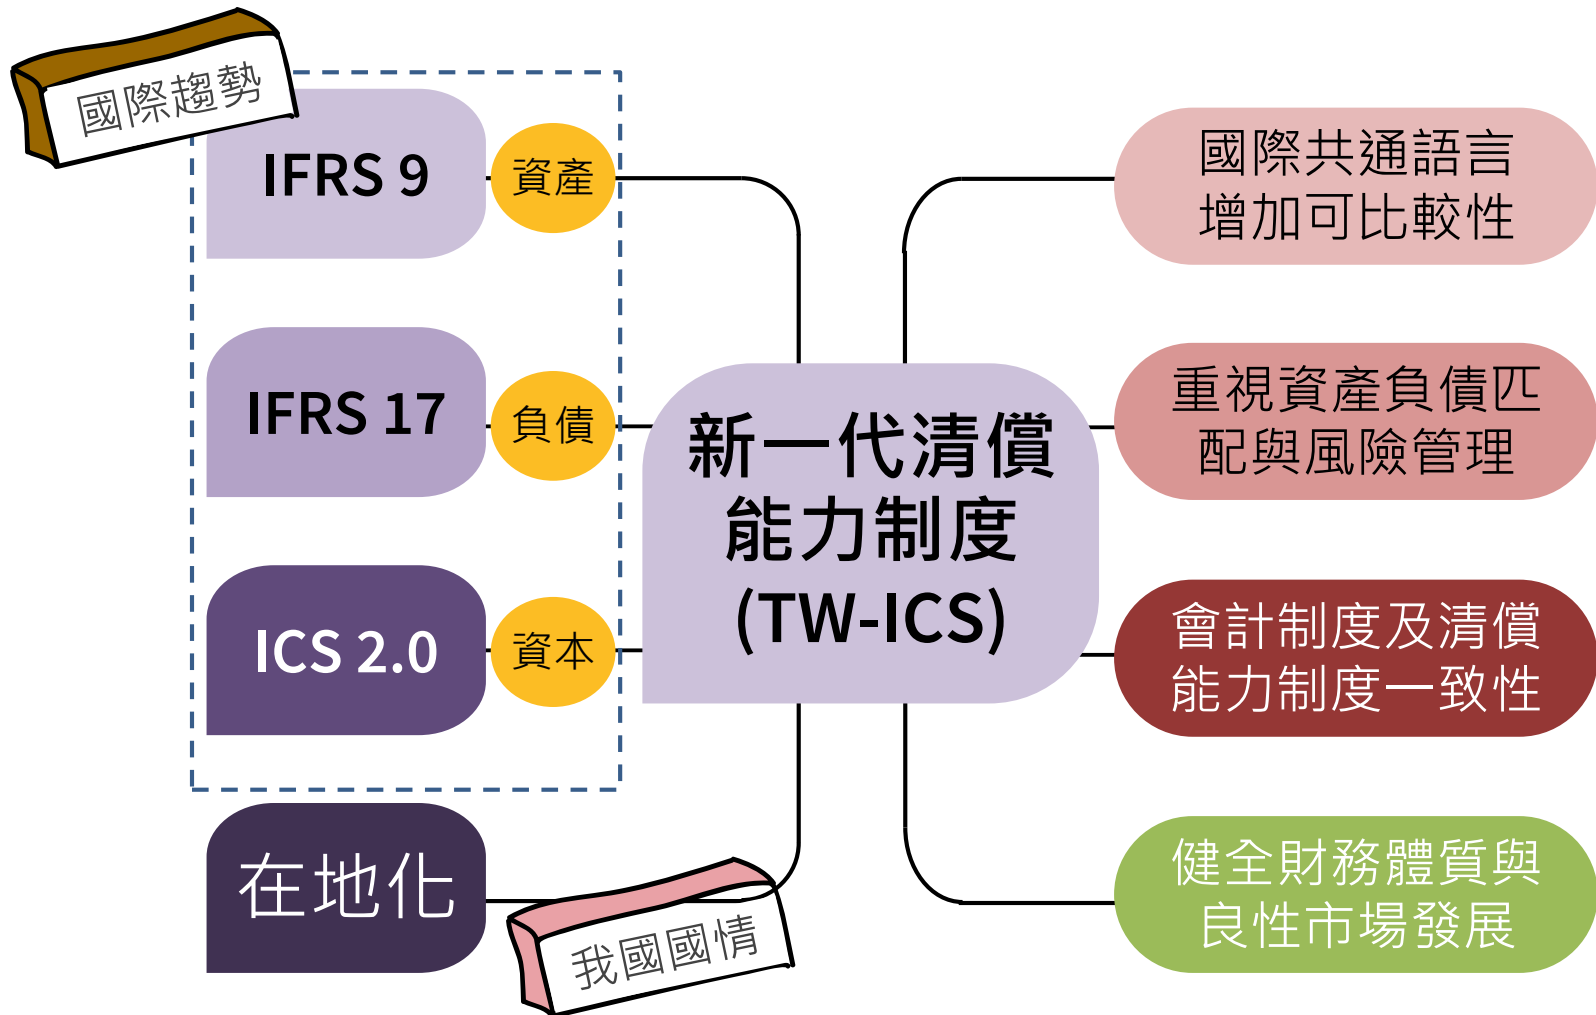 國際趨勢
IFRS 9
資產
IFRS 17
負債
ICS 2.0
資本
在地化
我國國情
新一代清償
能力制度
(TW-ICS)
國際共通語言
增加可比較性
重視資產負債匹
配與風險管理
會計制度及清償
能力制度一致性
健全財務體質與
良性市場發展